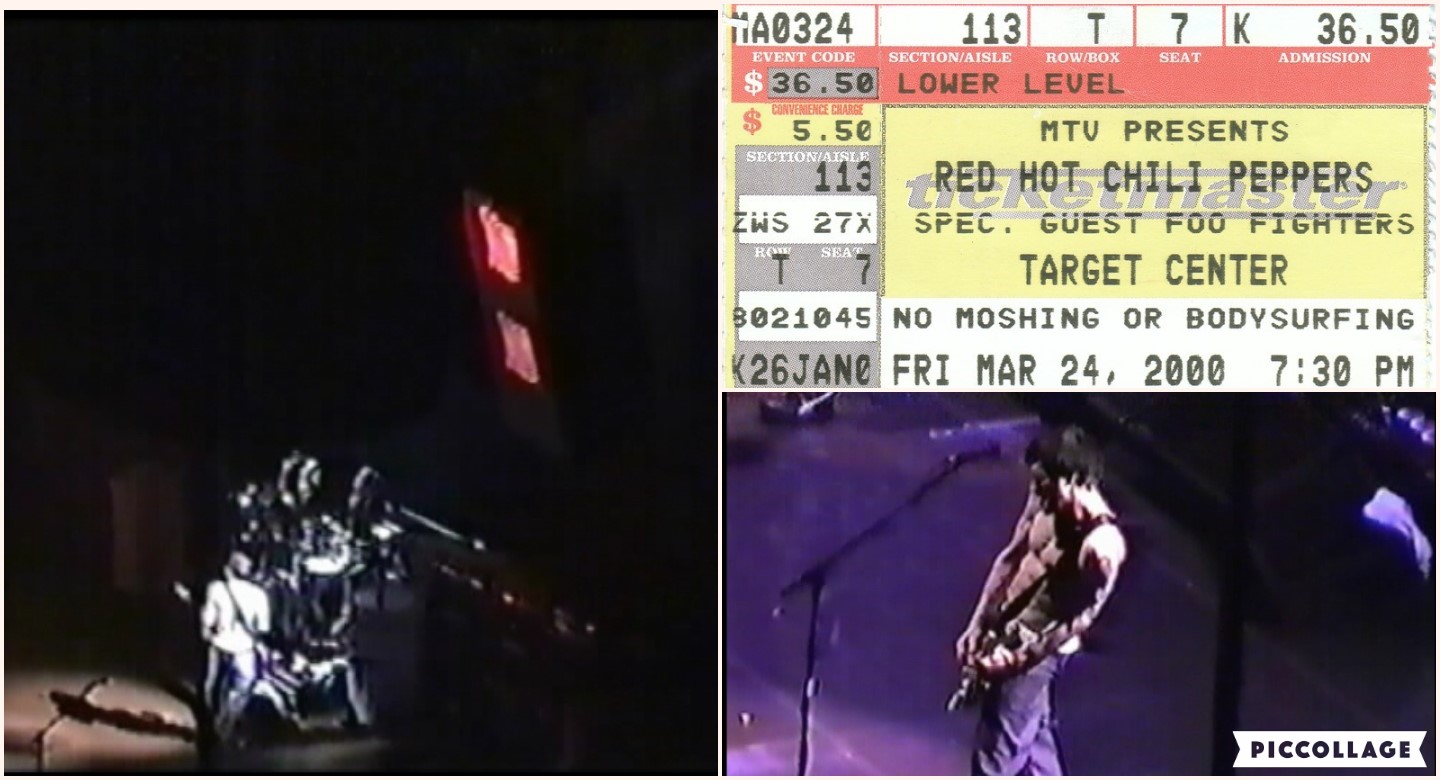 MA0324 113 T 7 K 36.50
EVENT CODE SECTION/AISLE ROW/BOX SEAT ADMISSION
$ 36.50 LOWER LEVEL
CONVENIENCE CHARGE
$ 5.50 MTV PRESENTS
SECTION/AISLE
113 RED HOT CHILI PEPPERS
ticketmaster
ZWS 27X SPEC. GUEST FOO FIGHTERS
ROW SEAT
T 7 TARGET CENTER
8021045 NO MOSHING OR BODYSURFING
K26JAN0 FRI MAR 24, 2000 7:30 PM
PICCOLLAGE